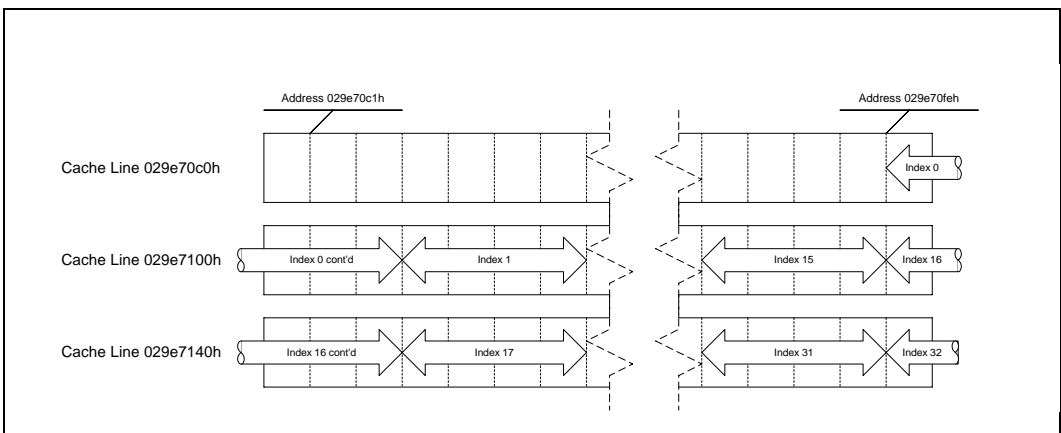 Address 029e70c1h
Address 029e70feh
Cache Line 029e70c0h
Index 0
Cache Line 029e7100h
Index 0 cont'd
Index 1
Index 15
Index 16
Cache Line 029e7140h
Index 16 cont'd
Index 17
Index 31
Index 32